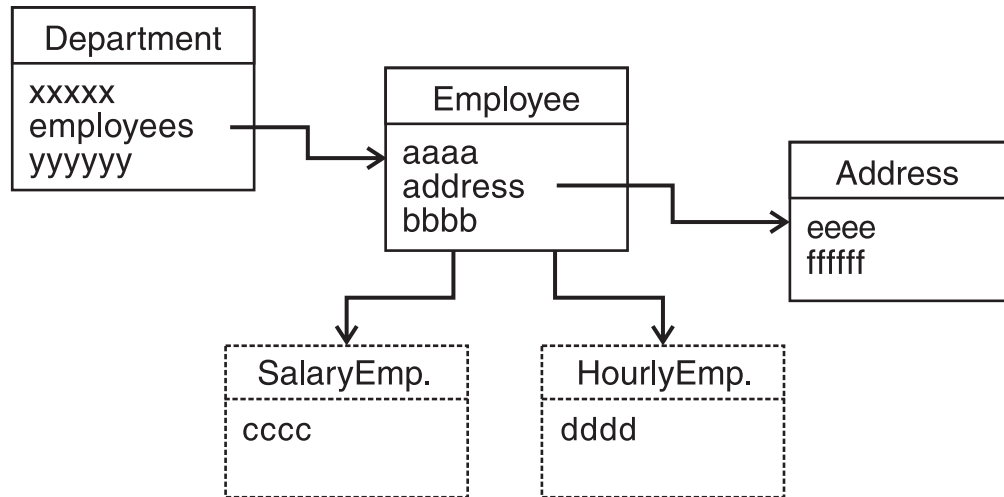 Department
xxxxx
employees
yyyyyy
Employee
aaaa
address
bbbb
Address
eeee
ffffff
SalaryEmp.
cccc
HourlyEmp.
dddd